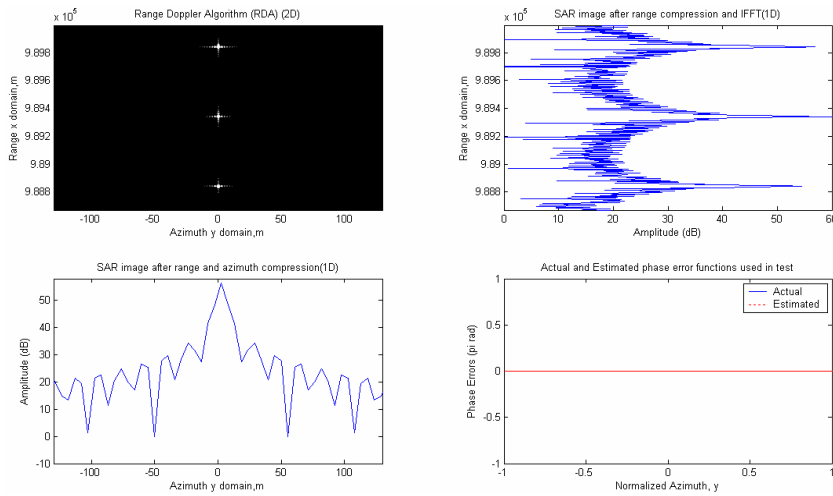 Range Doppler Algorithm (RDA) (2D)
x 10^5
9.898
9.896
9.894
9.892
9.89
9.888
Range x domain,m
-100 -50 0 50 100
Azimuth y domain,m
SAR image after range compression and IFFT(1D)
x 10^5
9.898
9.896
9.894
9.892
9.89
9.888
Range x domain,m
0 10 20 30 40 50 60
Amplitude (dB)
SAR image after range and azimuth compression(1D)
50
40
30
20
10
0
-10
Amplitude (dB)
-100 -50 0 50 100
Azimuth y domain,m
Actual and Estimated phase error functions used in test
1
0.5
0
-0.5
-1
Phase Errors (pi rad)
Actual
Estimated
-1 -0.5 0 0.5 1
Normalized Azimuth, y